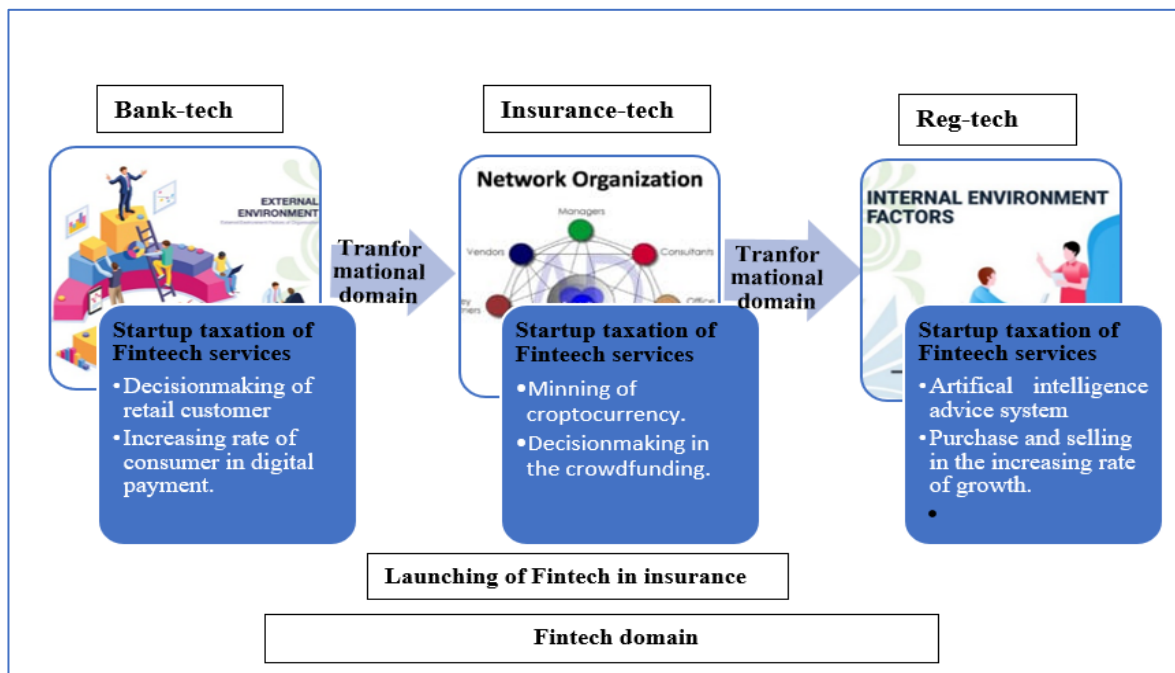 Bank-tech
Insurance-tech
Reg-tech
EXTERNAL
ENVIRONMENT
Network Organization
Managers
Vendors
Consultants
Office
INTERNAL ENVIRONMENT
FACTORS
Tranfor
mational
domain
Tranfor
mational
domain
Startup taxation of
Finteech services
•Decisionmaking of
retail customer
•Increasing rate of
consumer in digital
payment.
Startup taxation of
Finteech services
•Minning of
croptocurrency.
•Decisionmaking in
the crowdfunding.
Startup taxation of
Finteech services
•Artifical intelligence
advice system
•Purchase and selling
in the increasing rate
of growth.
•
Launching of Fintech in insurance
Fintech domain